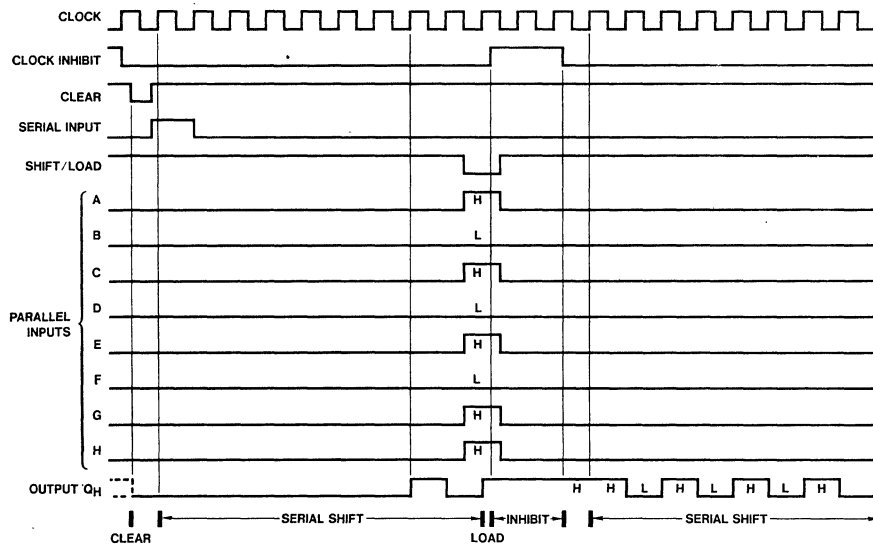 CLOCK
CLOCK INHIBIT
CLEAR
SERIAL INPUT
SHIFT/LOAD
PARALLEL INPUTS
A H
B L
C H
D L
E H
F L
G H
H H
OUTPUT QH H H L H L H L H
SERIAL SHIFT INHIBIT SERIAL SHIFT
CLEAR LOAD